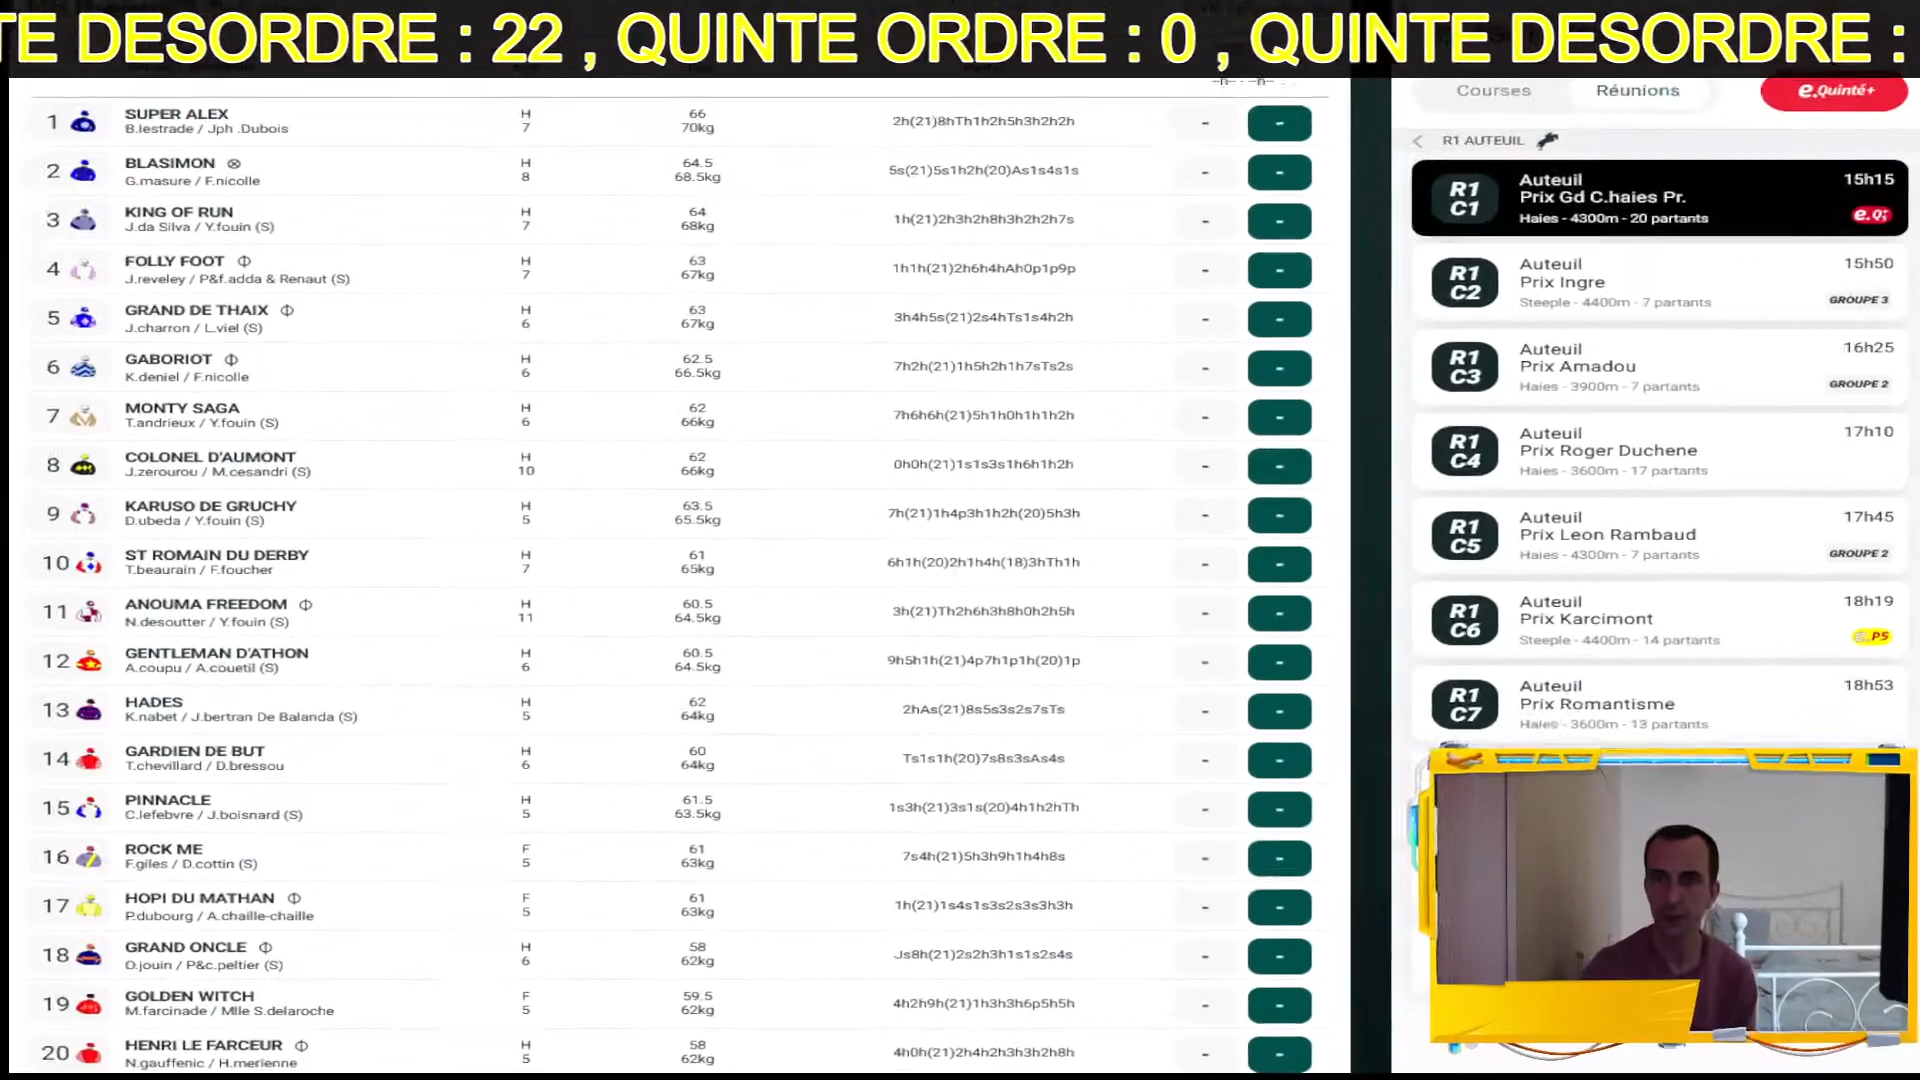 TE DESORDRE : 22 , QUINTE ORDRE : 0 , QUINTE DESORDRE :
1 SUPER ALEX H 66 2h(21)8hTh1h2h5h3h2h2h - -
B.lestrade / Jph .Dubois 7 70kg
2 BLASIMON H 64.5 5s(21)5s1h2h(20)As1s4s1s - -
G.masure / F.nicolle 8 68.5kg
3 KING OF RUN H 64 1h(21)2h3h2h8h3h2h2h7s - -
J.da Silva / Y.fouin (S) 7 68kg
4 FOLLY FOOT H 63 1h1h(21)2h6h4hAh0p1p9p - -
J.reveley / P&f.adda & Renaut (S) 7 67kg
5 GRAND DE THAIX H 63 3h4h5s(21)2s4hTs1s4h2h - -
J.charron / L.viel (S) 6 67kg
6 GABORIOT H 62.5 7h2h(21)1h5h2h1h7sTs2s - -
K.deniel / F.nicolle 6 66.5kg
7 MONTY SAGA H 62 7h6h6h(21)5h1h0h1h1h2h - -
T.andrieux / Y.fouin (S) 6 66kg
8 COLONEL D'AUMONT H 62 0h0h(21)1s1s3s1h6h1h2h - -
J.zerourou / M.cesandri (S) 10 66kg
9 KARUSO DE GRUCHY H 63.5 7h(21)1h4p3h1h2h(20)5h3h - -
D.ubeda / Y.fouin (S) 5 65.5kg
10 ST ROMAIN DU DERBY H 61 6h1h(20)2h1h4h(18)3hTh1h - -
T.beaurain / F.foucher 7 65kg
11 ANOUMA FREEDOM H 60.5 3h(21)Th2h6h3h8h0h2h5h - -
N.desoutter / Y.fouin (S) 11 64.5kg
12 GENTLEMAN D'ATHON H 60.5 9h5h1h(21)4p7h1p1h(20)1p - -
A.coupu / A.couetil (S) 6 64.5kg
13 HADES H 62 2hAs(21)8s5s3s2s7sTs - -
K.nabet / J.bertran De Balanda (S) 5 64kg
14 GARDIEN DE BUT H 60 Ts1s1h(20)7s8s3sAs4s - -
T.chevillard / D.bressou 6 64kg
15 PINNACLE H 61.5 1s3h(21)3s1s(20)4h1h2hTh - -
C.lefebvre / J.boisnard (S) 5 63.5kg
16 ROCK ME F 61 7s4h(21)5h3h9h1h4h8s - -
F.giles / D.cottin (S) 5 63kg
17 HOPI DU MATHAN F 61 1h(21)1s4s1s3s2s3s3h3h - -
P.dubourg / A.chaille-chaille 5 63kg
18 GRAND ONCLE H 58 Js8h(21)2s2h3h1s1s2s4s - -
O.jouin / P&c.peltier (S) 6 62kg
19 GOLDEN WITCH F 59.5 4h2h9h(21)1h3h3h6p5h5h - -
M.farcinade / Mlle S.delaroche 5 62kg
20 HENRI LE FARCEUR H 58 4h0h(21)2h4h2h3h3h2h8h - -
N.gauffenic / H.merienne 5 62kg
Courses Réunions e.Quinté+
R1 AUTEUIL
R1 C1 Auteuil 15h15
Prix Gd C.haies Pr.
Haies - 4300m - 20 partants
R1 C2 Auteuil 15h50
Prix Ingre
Steeple - 4400m - 7 partants GROUPE 3
R1 C3 Auteuil 16h25
Prix Amadou
Haies - 3900m - 7 partants GROUPE 2
R1 C4 Auteuil 17h10
Prix Roger Duchene
Haies - 3600m - 17 partants
R1 C5 Auteuil 17h45
Prix Leon Rambaud
Haies - 4300m - 7 partants GROUPE 2
R1 C6 Auteuil 18h19
Prix Karcimont
Steeple - 4400m - 14 partants
R1 C7 Auteuil 18h53
Prix Romantisme
Haies - 3600m - 13 partants